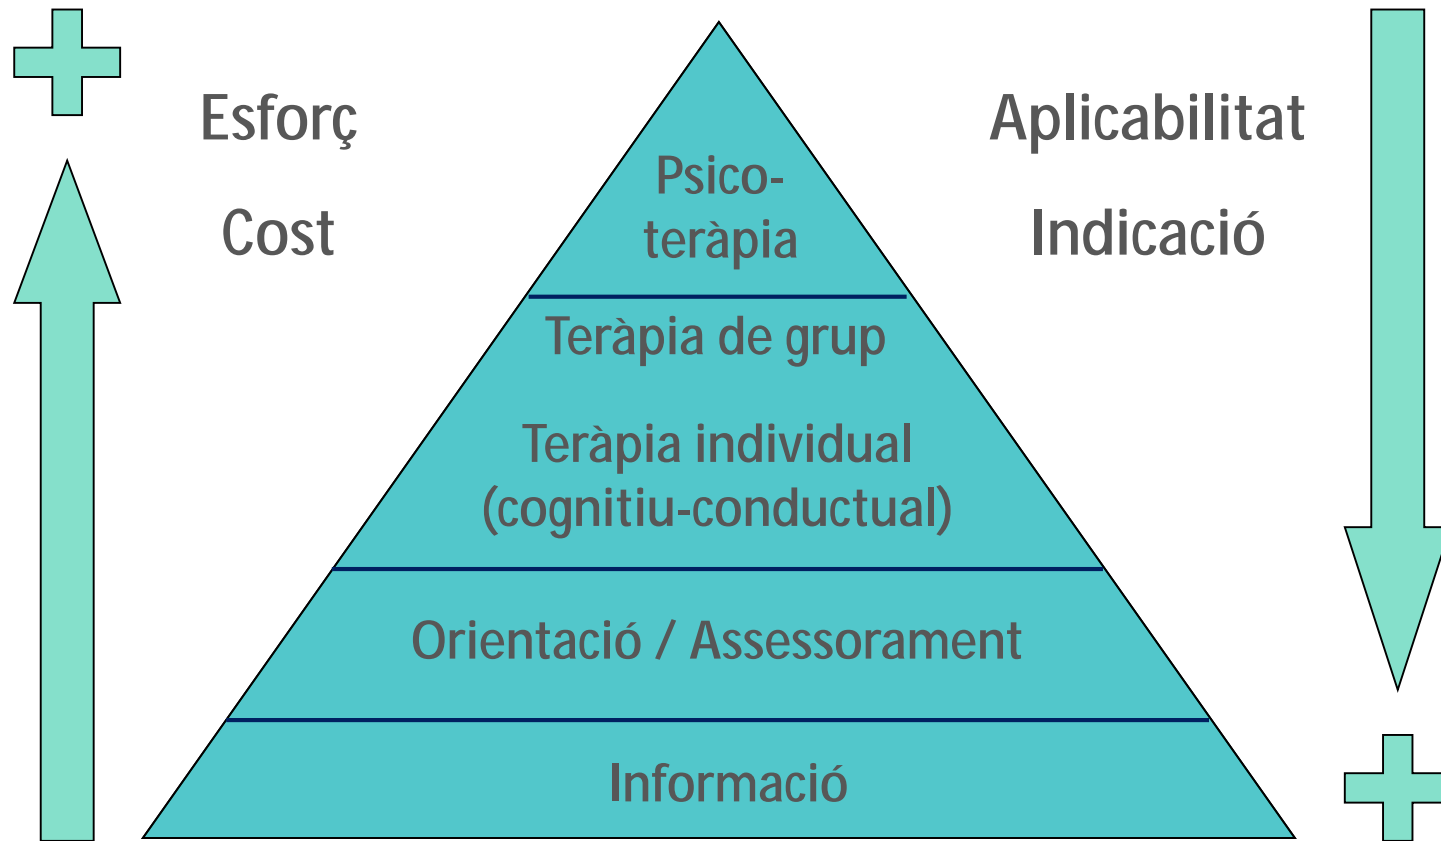 Esforç
Cost
Psico-
teràpia
Teràpia de grup
Teràpia individual
(cognitiu-conductual)
Orientació / Assessorament
Informació
Aplicabilitat
Indicació